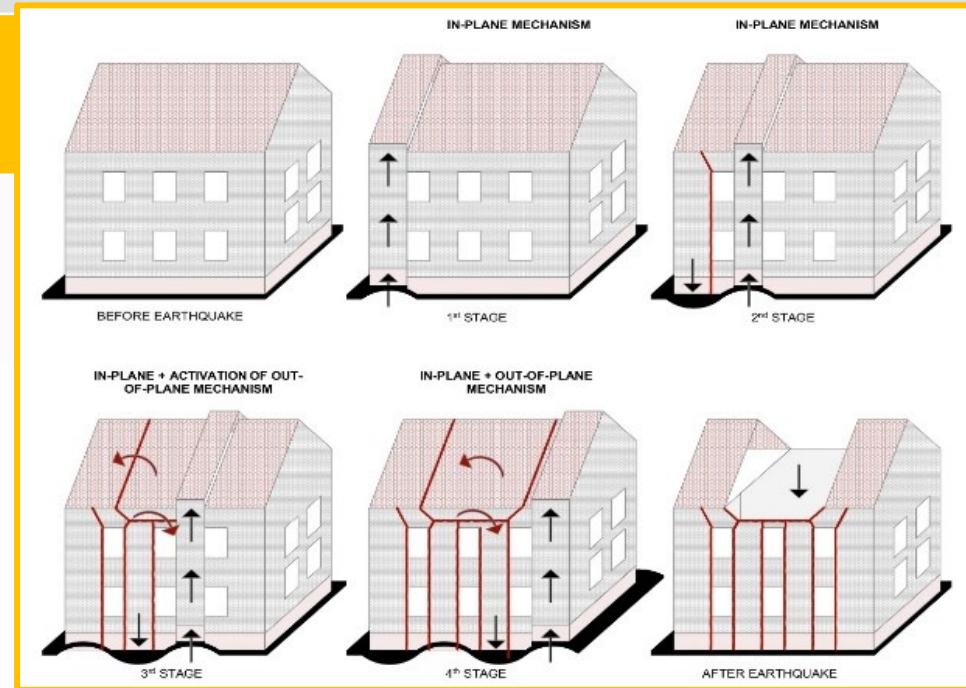 IN-PLANE MECHANISM
IN-PLANE MECHANISM
BEFORE EARTHQUAKE
1st STAGE
2nd STAGE
IN-PLANE + ACTIVATION OF OUT-
OF-PLANE MECHANISM
IN-PLANE + OUT-OF-PLANE
MECHANISM
3rd STAGE
4th STAGE
AFTER EARTHQUAKE